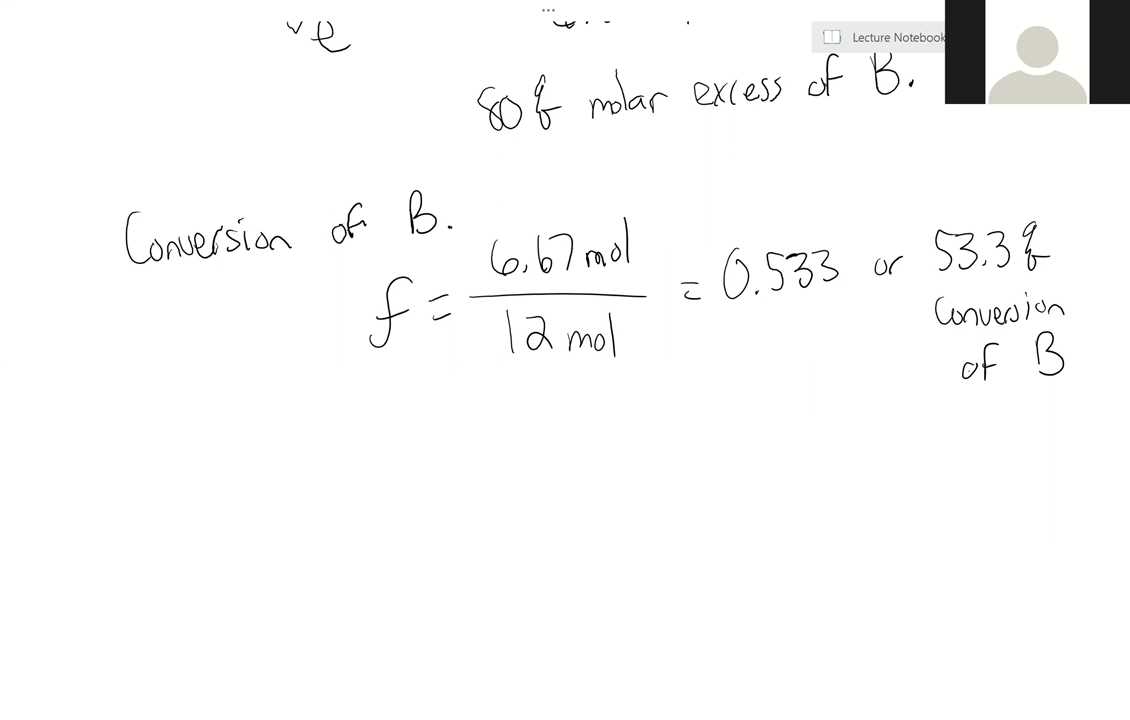 Lecture Notebook
80% molar excess of B.
Conversion of B.
f = 6.67 mol / 12 mol = 0.533 or 53.3%
Conversion
of B